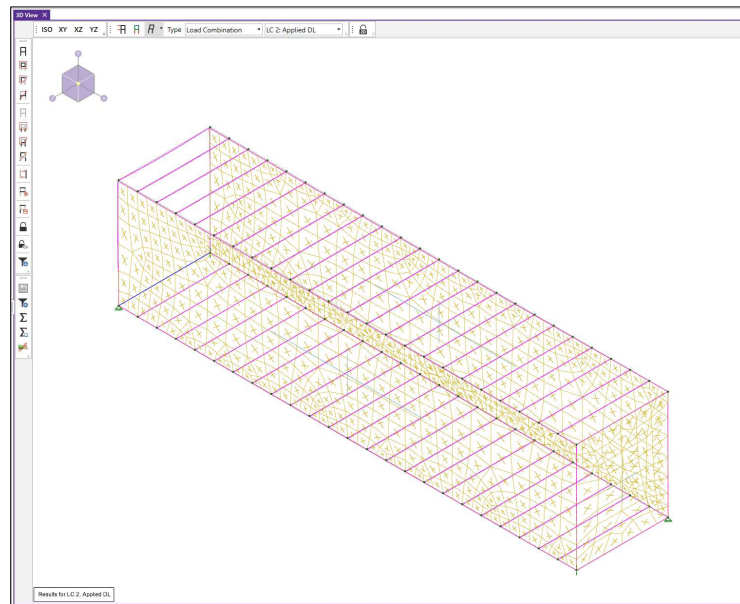 3D View
ISO XY XZ YZ Type Load Combination LC 2: Applied DL
Results for LC 2, Applied DL